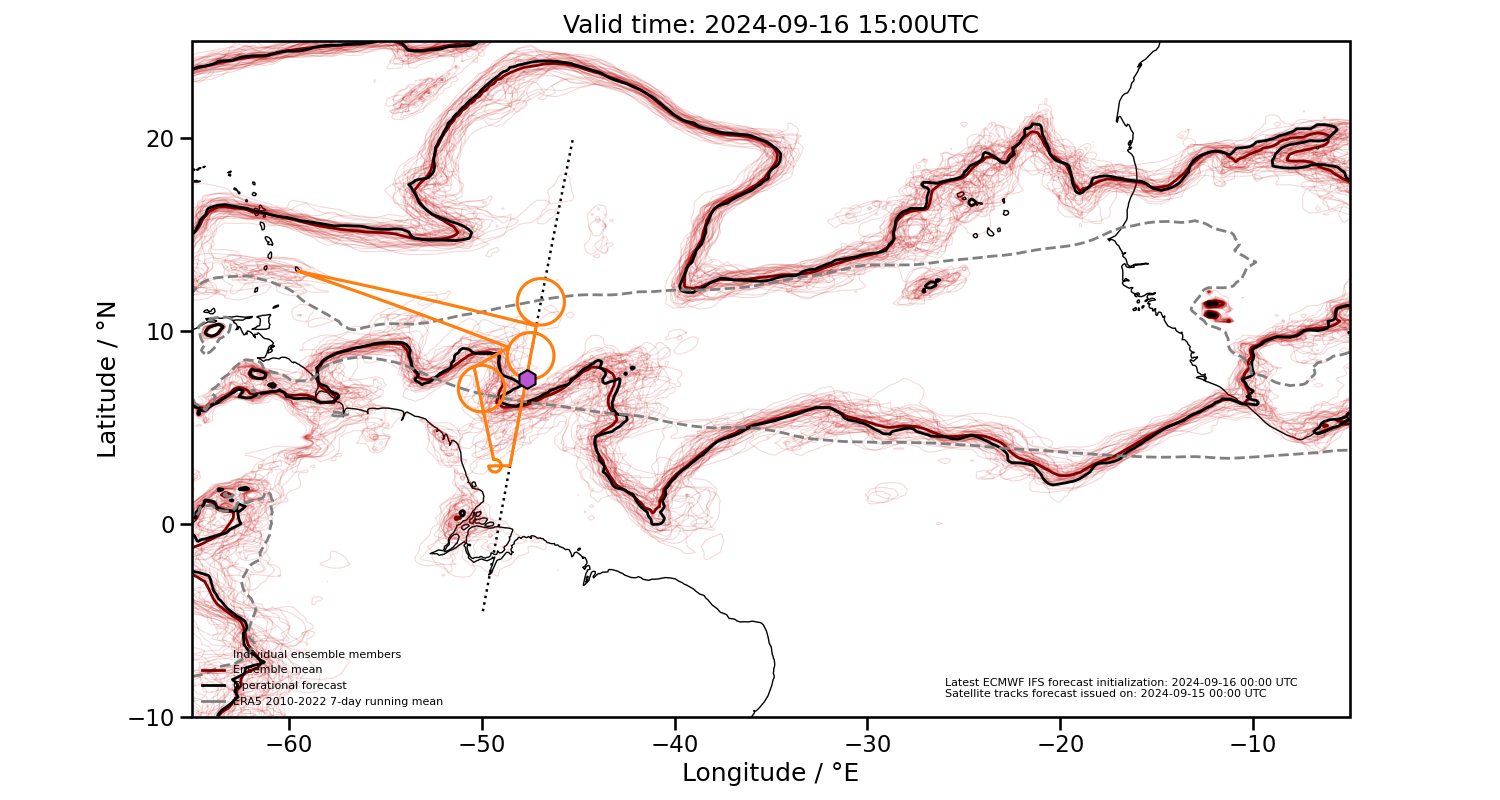 Valid time: 2024-09-16 15:00UTC
20
10
0
−10
Latitude / °N
Individual ensemble members
Ensemble mean
Operational forecast
ERA5 2010-2022 7-day running mean
Latest ECMWF IFS forecast initialization: 2024-09-16 00:00 UTC
Satellite tracks forecast issued on: 2024-09-15 00:00 UTC
−60 −50 −40 −30 −20 −10
Longitude / °E